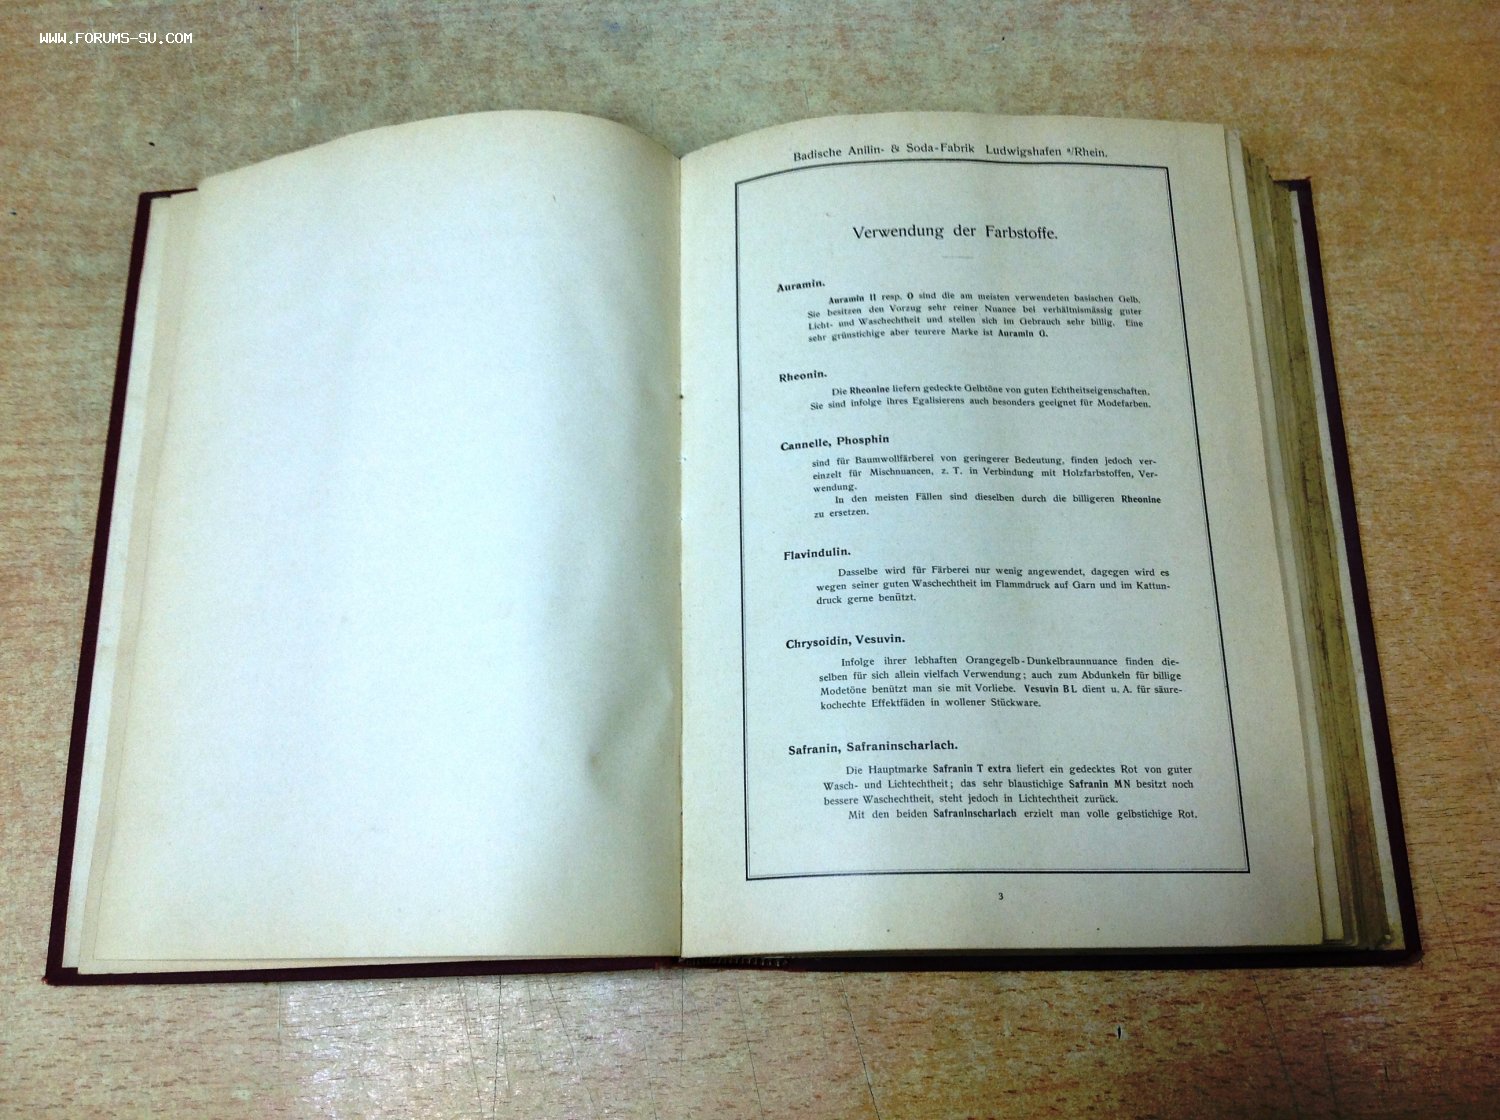 WWW.FORUMS-SU.COM
Badische Anilin- & Soda-Fabrik Ludwigshafen a/Rhein.
Verwendung der Farbstoffe.
Auramin.
Auramin II resp. O sind die am meisten verwendeten basischen Gelb.
Sie besitzen den Vorzug sehr reiner Nuance bei verhältnismässig guter
Licht- und Waschechtheit und stellen sich im Gebrauch sehr billig. Eine
sehr grünstichige aber teurere Marke ist Auramin G.
Rheonin.
Die Rheonine liefern gedeckte Gelbtöne von guten Echtheitseigenschaften.
Sie sind infolge ihres Egalisierens auch besonders geeignet für Modefarben.
Cannelle, Phosphin
sind für Baumwollfärberei von geringerer Bedeutung, finden jedoch ver-
einzelt für Mischnuancen, z. T. in Verbindung mit Holzfarbstoffen, Ver-
wendung.
In den meisten Fällen sind dieselben durch die billigeren Rheonine
zu ersetzen.
Flavindulin.
Dasselbe wird für Färberei nur wenig angewendet, dagegen wird es
wegen seiner guten Waschechtheit im Flammdruck auf Garn und im Kattun-
druck gerne benützt.
Chrysoidin, Vesuvin.
Infolge ihrer lebhaften Orangegelb-Dunkelbraunnuance finden die-
selben für sich allein vielfach Verwendung; auch zum Abdunkeln für billige
Modetöne benützt man sie mit Vorliebe. Vesuvin BL dient u. A. für säure-
kochechte Effektfäden in wollener Stückware.
Safranin, Safraninscharlach.
Die Hauptmarke Safranin T extra liefert ein gedecktes Rot von guter
Wasch- und Lichtechtheit; das sehr blaustichige Safranin MN besitzt noch
bessere Waschechtheit, steht jedoch in Lichtechtheit zurück.
Mit den beiden Safraninscharlach erzielt man volle gelbstichige Rot.
3